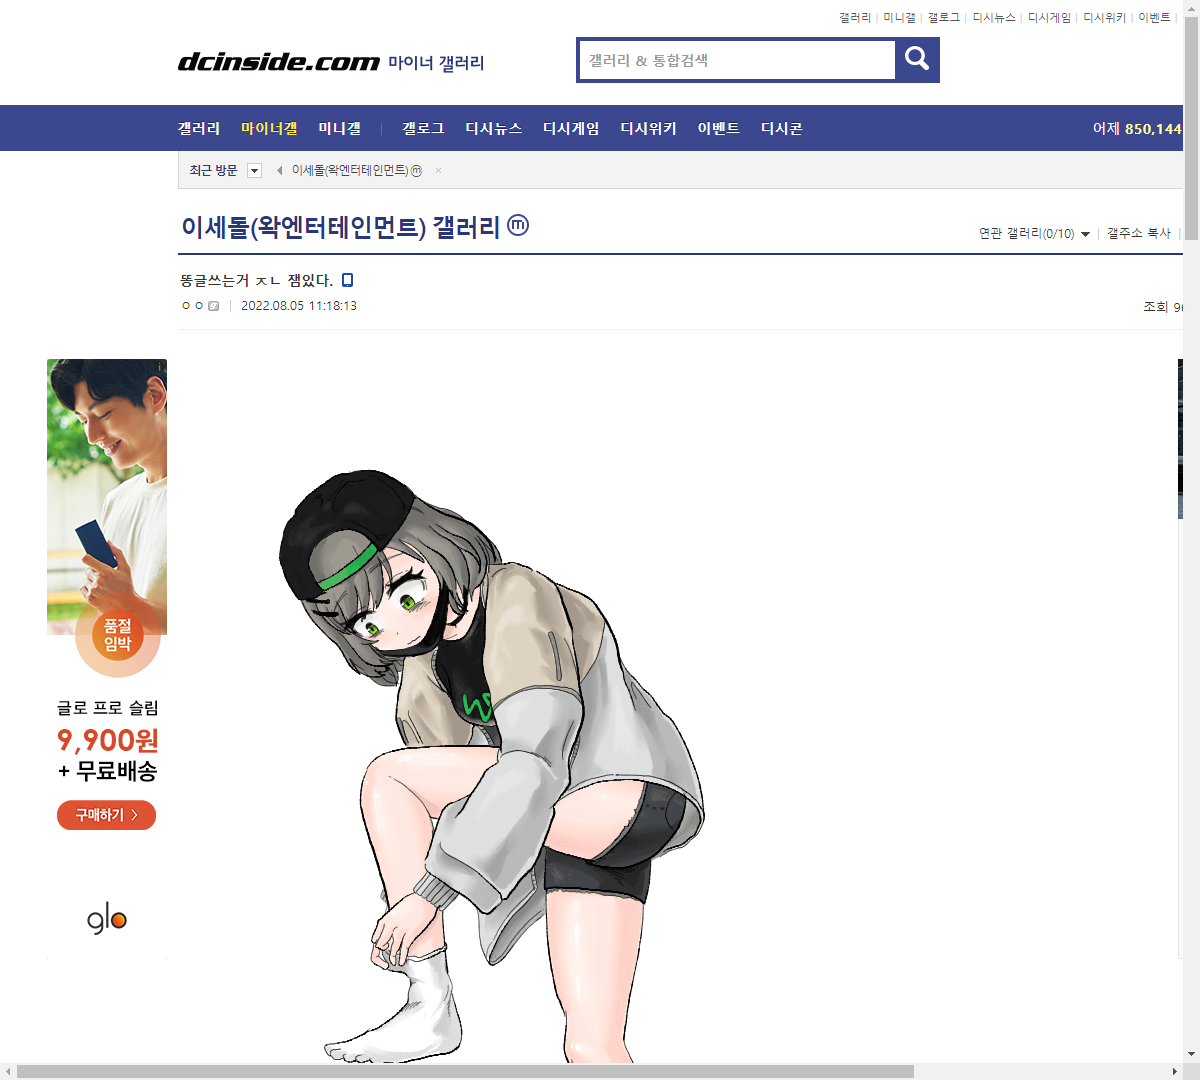 갤러리 | 미니갤 | 갤로그 | 디시뉴스 | 디시게임 | 디시위키 | 이벤트 |
dcinside.com 마이너 갤러리
갤러리 & 통합검색
갤러리 마이너갤 미니갤 | 갤로그 디시뉴스 디시게임 디시위키 이벤트 디시콘
어제 850,144
최근 방문 이세돌(왁엔터테인먼트)ⓜ ×
이세돌(왁엔터테인먼트) 갤러리 ⓜ
연관 갤러리(0/10) | 갤주소 복사 |
똥글쓰는거 ㅈㄴ 잼있다.
ㅇㅇ | 2022.08.05 11:18:13
조회 96
품절
임박
글로 프로 슬림
9,900원
+ 무료배송
구매하기 >
glo